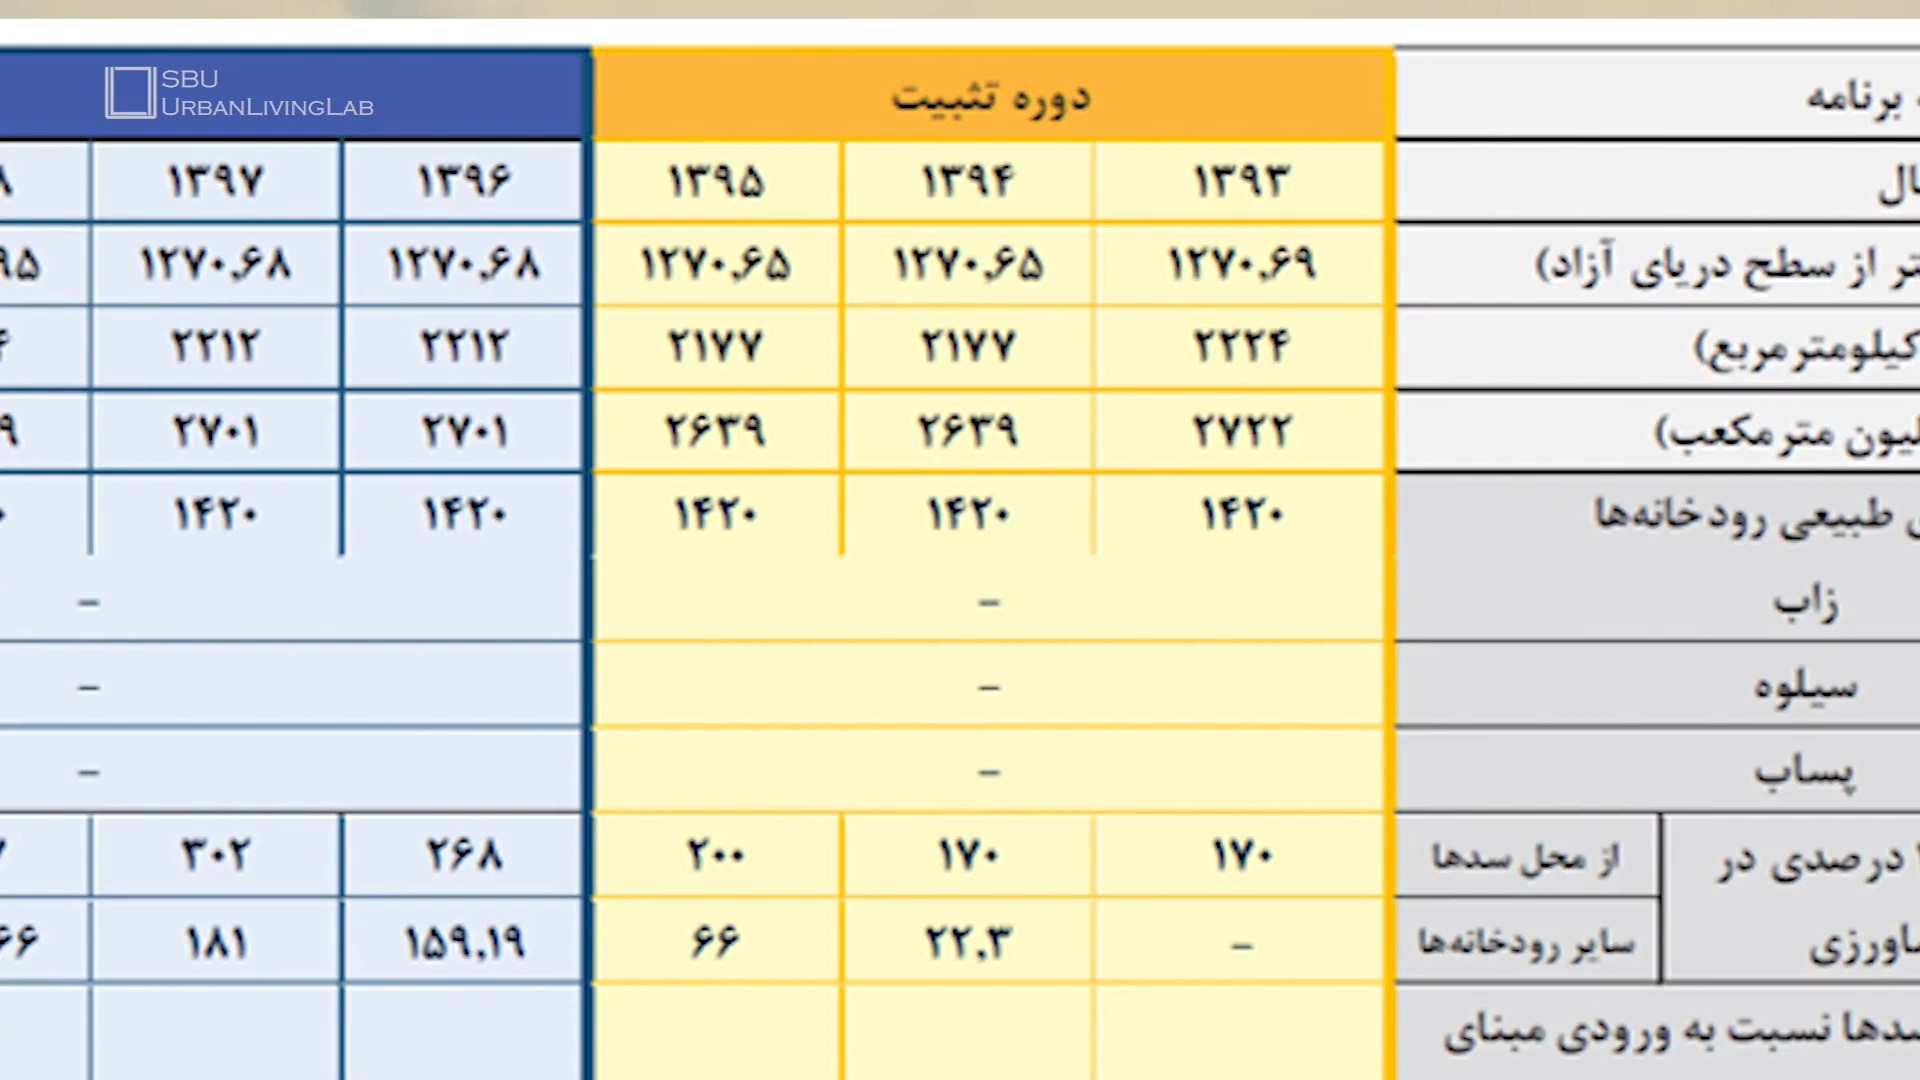 SBU
URBANLIVINGLAB
برنامه دوره تثبیت
۱۳۹۳ ۱۳۹۴ ۱۳۹۵ ۱۳۹۶ ۱۳۹۷
از سطح دریای آزاد) ۱۲۷۰٫۶۹ ۱۲۷۰٫۶۵ ۱۲۷۰٫۶۵ ۱۲۷۰٫۶۸ ۱۲۷۰٫۶۸
کیلومترمربع) ۲۲۲۴ ۲۱۷۷ ۲۱۷۷ ۲۲۱۲ ۲۲۱۲
مترمکعب) ۲۷۲۲ ۲۶۳۹ ۲۶۳۹ ۲۷۰۱ ۲۷۰۱
طبیعی رودخانه‌ها ۱۴۲۰ ۱۴۲۰ ۱۴۲۰ ۱۴۲۰ ۱۴۲۰
زاب – –
سیلوه – –
پساب – –
درصدی در از محل سدها ۱۷۰ ۱۷۰ ۲۰۰ ۲۶۸ ۳۰۲
سایر رودخانه‌ها – ۲۲٫۳ ۶۶ ۱۵۹٫۱۹ ۱۸۱
نسبت به ورودی مبنای